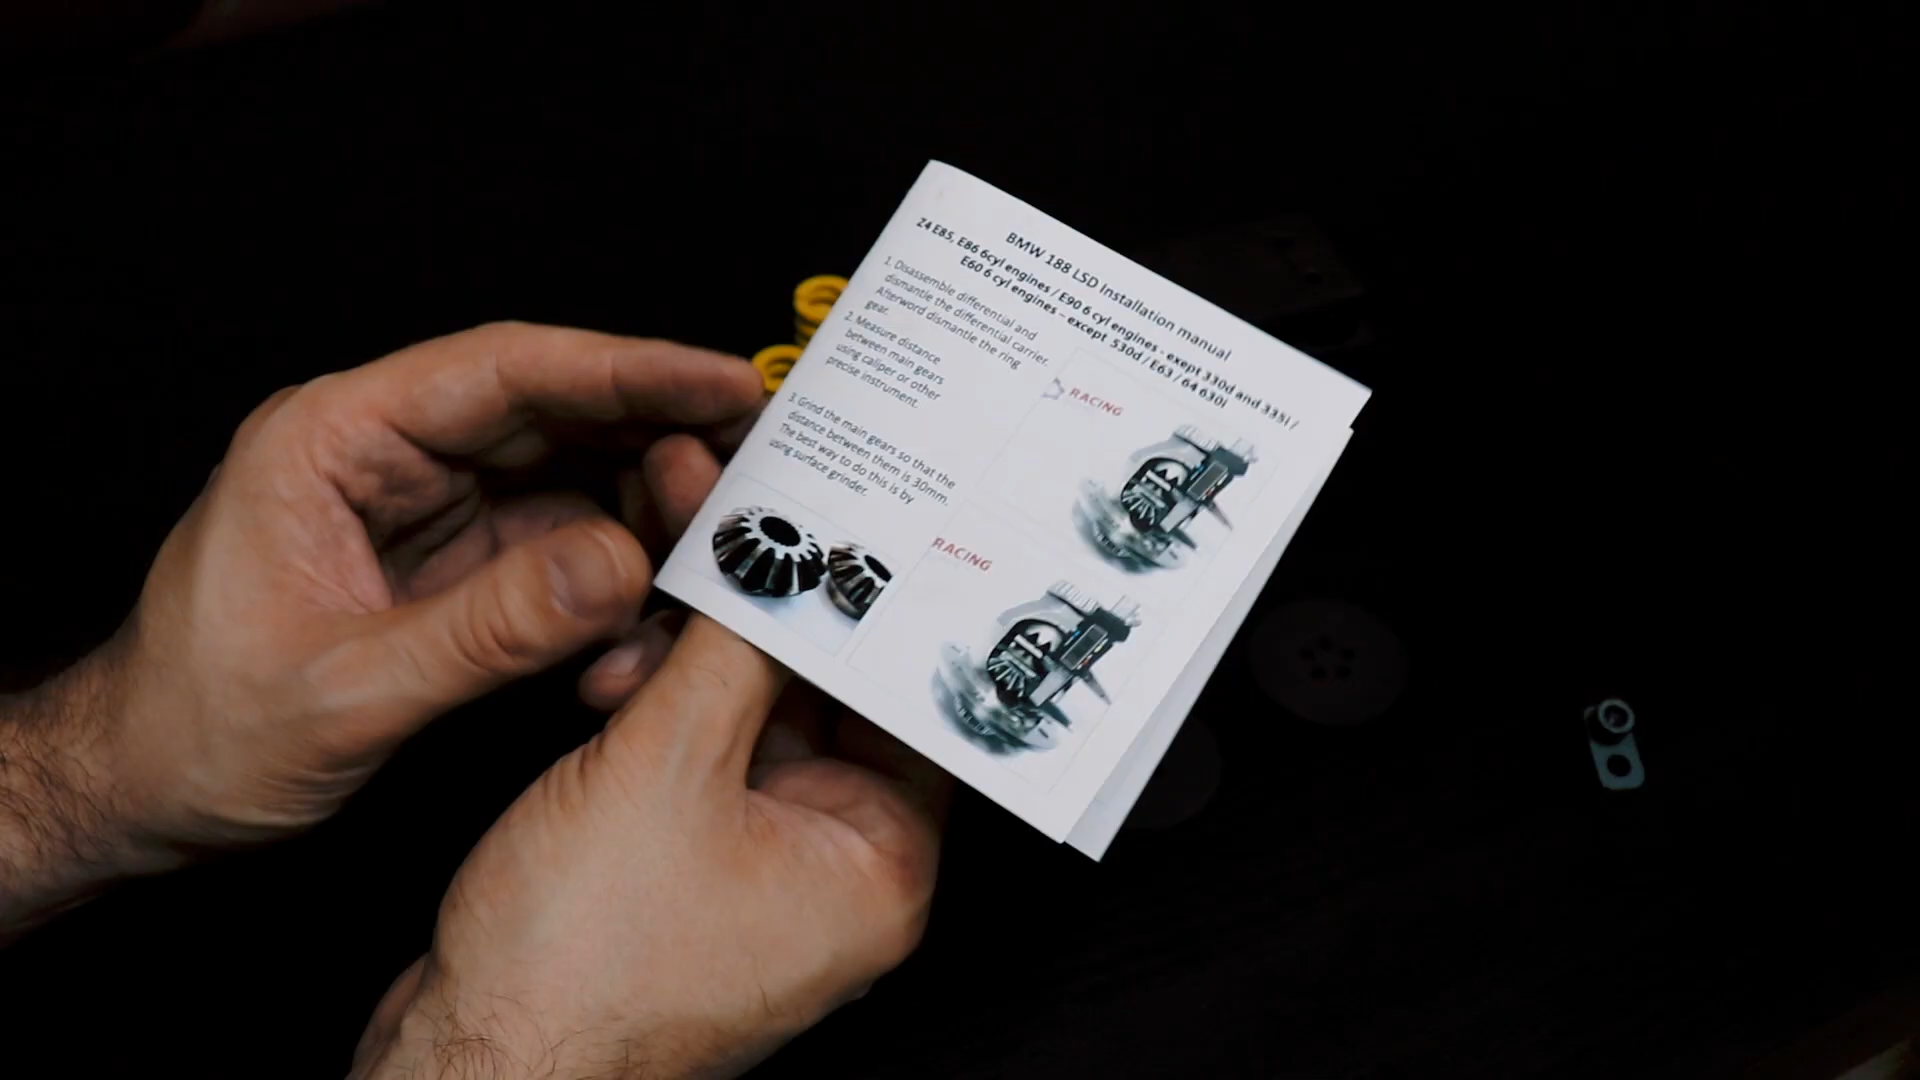 BMW 188 LSD Installation manual
Z4 E85, E86 6cyl engines / E90 6 cyl engines - exept 330d and 335i /
E60 6 cyl engines – except 530d / E63 / 64 630i
1. Disassemble differential and
dismantle the differential carrier.
Afterword dismantle the ring
gear.
2. Measure distance
between main gears
using caliper or other
precise instrument.
3. Grind the main gears so that the
distance between them is 30mm.
The best way to do this is by
using surface grinder.
RACING
RACING